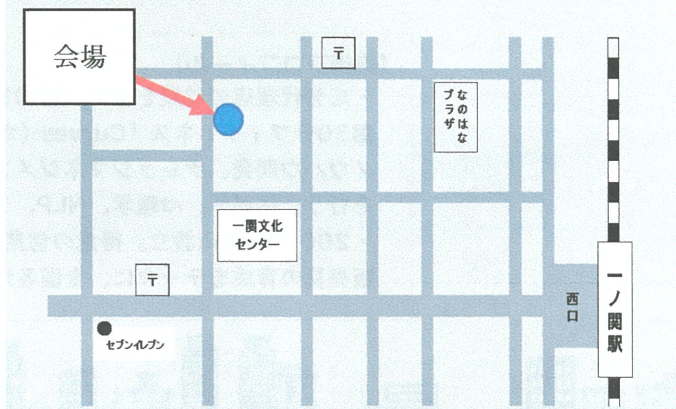 会場
〒
なのはな
プラザ
一関文化
センター
〒
セブンイレブン
西口
一ノ関駅